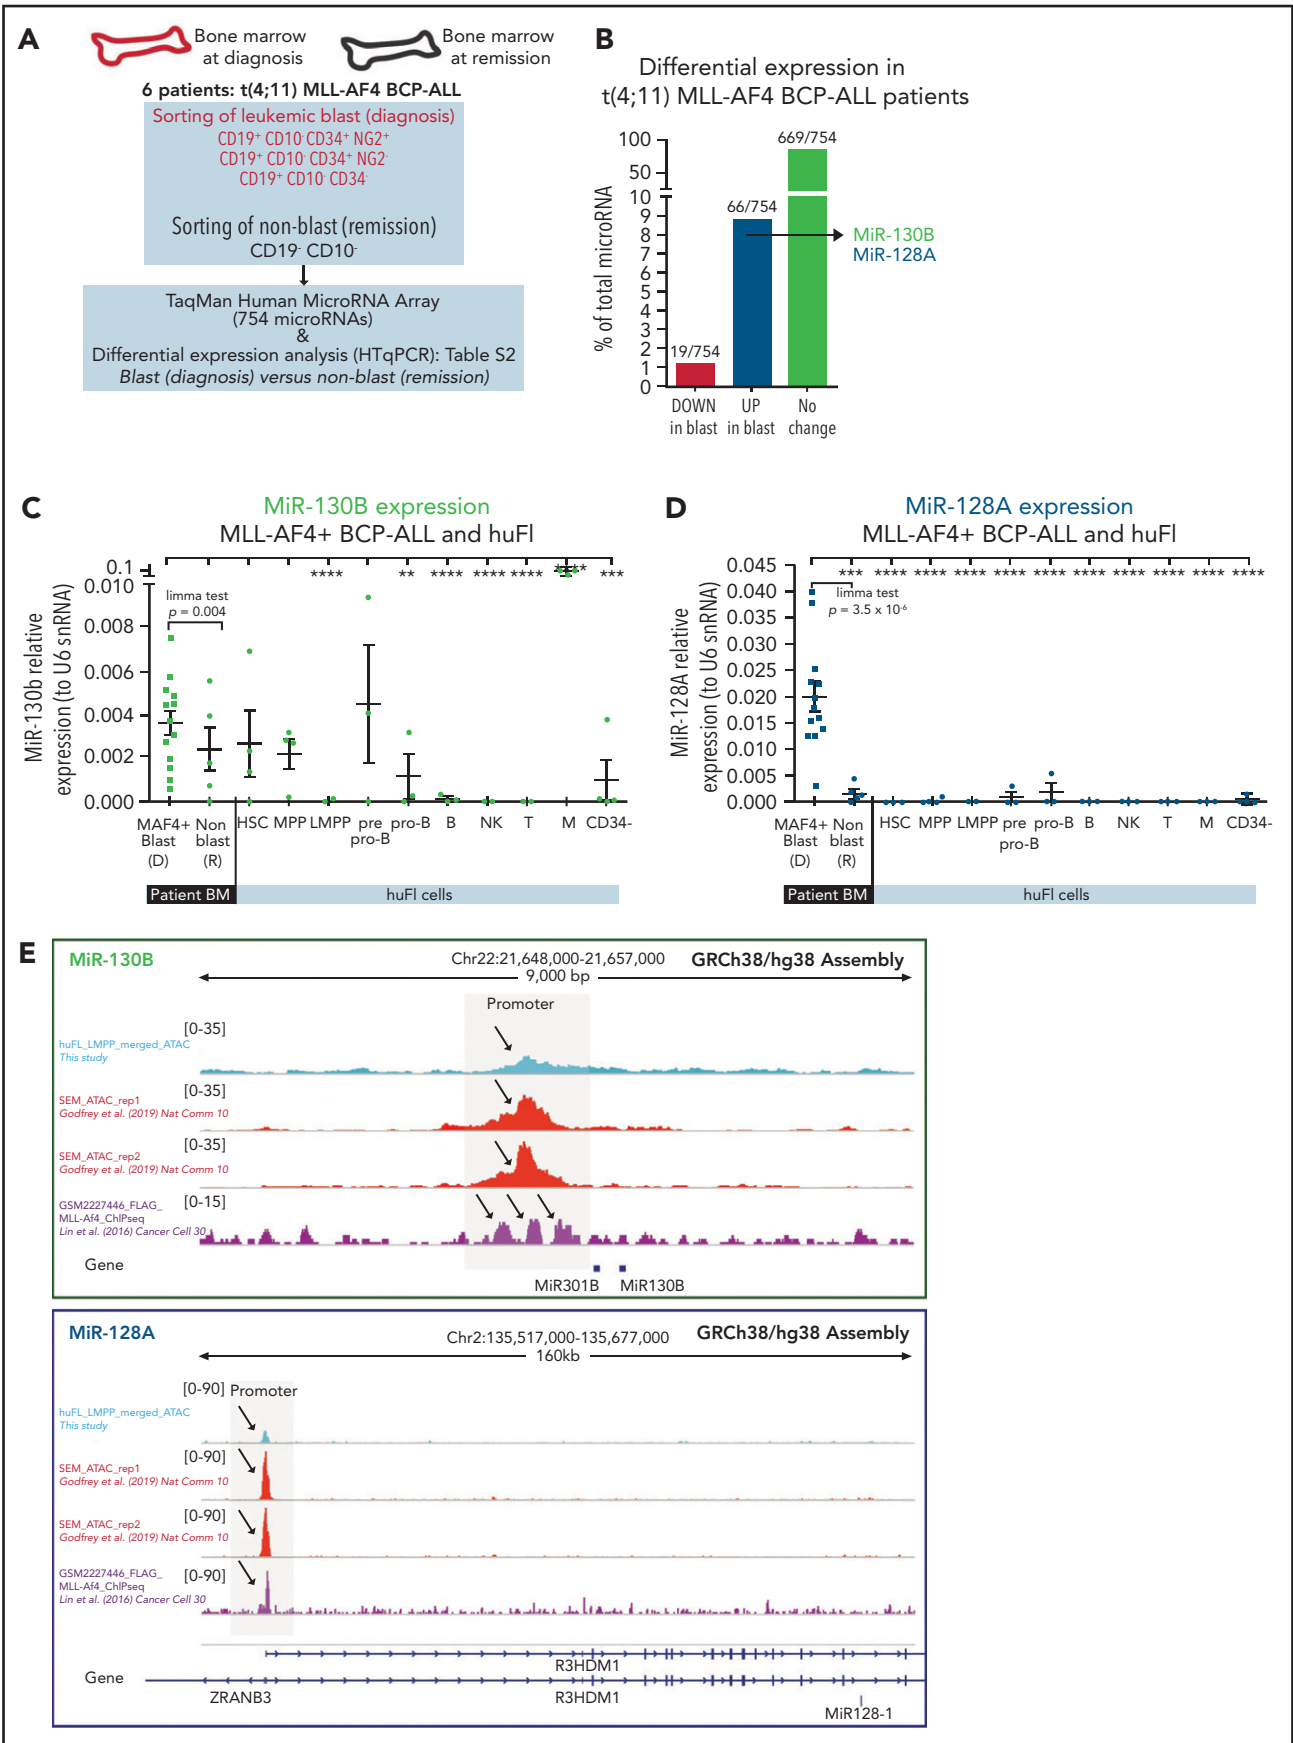 A
Bone marrow
at diagnosis
Bone marrow
at remission
6 patients: t(4;11) MLL-AF4 BCP-ALL
Sorting of leukemic blast (diagnosis)
CD19+ CD10- CD34+ NG2+
CD19+ CD10- CD34+ NG2-
CD19+ CD10- CD34-
Sorting of non-blast (remission)
CD19- CD10-
TaqMan Human MicroRNA Array
(754 microRNAs)
&
Differential expression analysis (HTqPCR): Table S2
Blast (diagnosis) versus non-blast (remission)
B
Differential expression in
t(4;11) MLL-AF4 BCP-ALL patients
% of total microRNA
100
50
10
9
8
7
6
5
4
3
2
1
0
19/754
66/754
669/754
MiR-130B
MiR-128A
DOWN
in blast
UP
in blast
No
change
C
MiR-130B expression
MLL-AF4+ BCP-ALL and huFl
MiR-130b relative
expression (to U6 snRNA)
0.1
0.010
0.008
0.006
0.004
0.002
0.000
limma test
p = 0.004
**** ** **** **** **** **** ***
MAF4+
Blast
(D)
Non
blast
(R)
HSC MPP LMPP pre
pro-B
pro-B B NK T M CD34-
Patient BM
huFl cells
D
MiR-128A expression
MLL-AF4+ BCP-ALL and huFl
MiR-128A relative
expression (to U6 snRNA)
0.045
0.040
0.035
0.030
0.025
0.020
0.015
0.010
0.005
0.000
*** **** **** **** **** **** **** **** **** **** ****
limma test
p = 3.5 x 10-6
MAF4+
Blast
(D)
Non
blast
(R)
HSC MPP LMPP pre
pro-B
pro-B B NK T M CD34-
Patient BM
huFl cells
E
MiR-130B
Chr22:21,648,000-21,657,000
GRCh38/hg38 Assembly
9,000 bp
Promoter
[0-35]
huFL_LMPP_merged_ATAC
This study
[0-35]
SEM_ATAC_rep1
Godfrey et al. (2019) Nat Comm 10
[0-35]
SEM_ATAC_rep2
Godfrey et al. (2019) Nat Comm 10
[0-15]
GSM2227446_FLAG_
MLL-Af4_ChIPseq
Lin et al. (2016) Cancer Cell 30
Gene
MiR301B
MiR130B
MiR-128A
Chr2:135,517,000-135,677,000
GRCh38/hg38 Assembly
160kb
[0-90]
Promoter
huFL_LMPP_merged_ATAC
This study
[0-90]
SEM_ATAC_rep1
Godfrey et al. (2019) Nat Comm 10
[0-90]
SEM_ATAC_rep2
Godfrey et al. (2019) Nat Comm 10
[0-90]
GSM2227446_FLAG_
MLL-Af4_ChIPseq
Lin et al. (2016) Cancer Cell 30
R3HDM1
Gene
ZRANB3
R3HDM1
MiR128-1